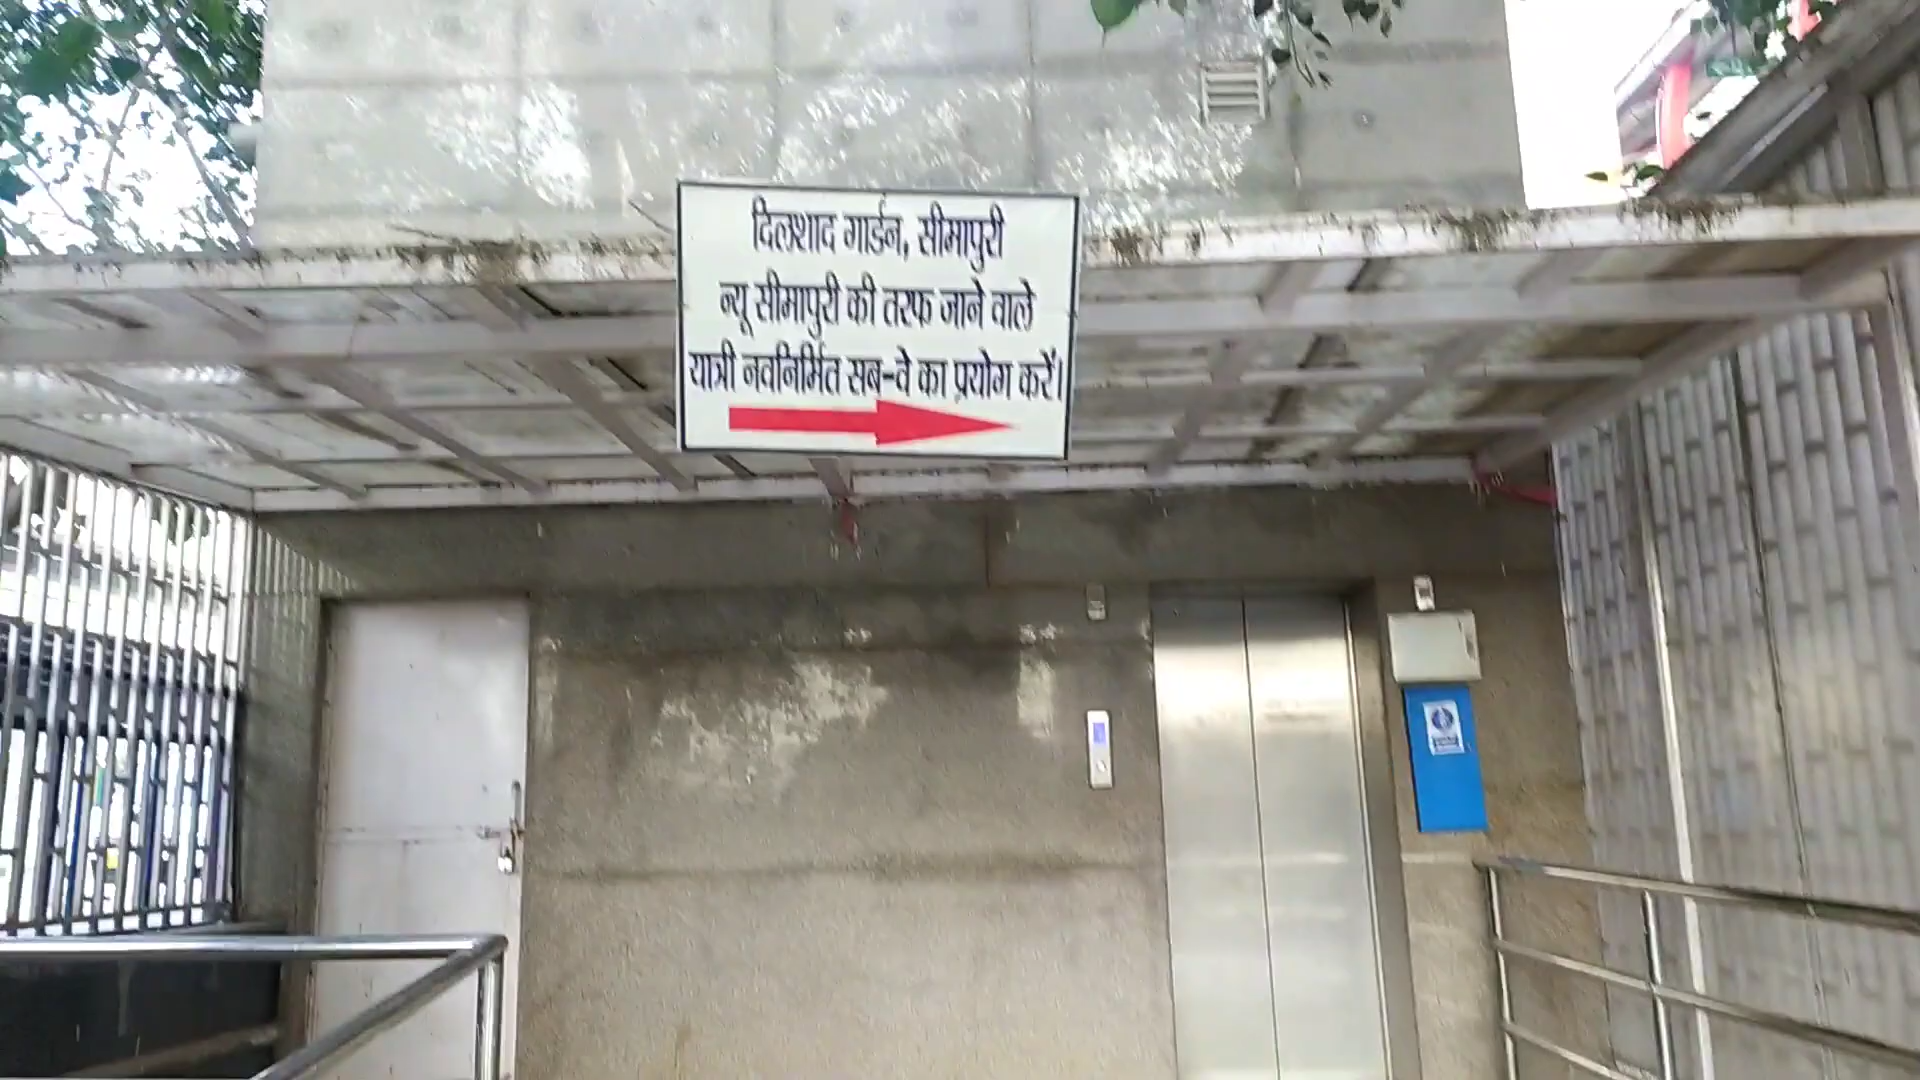 दिलशाद गार्डन, सीमापुरी
न्यू सीमापुरी की तरफ जाने वाले
यात्री नवनिर्मित सब-वे का प्रयोग करें।